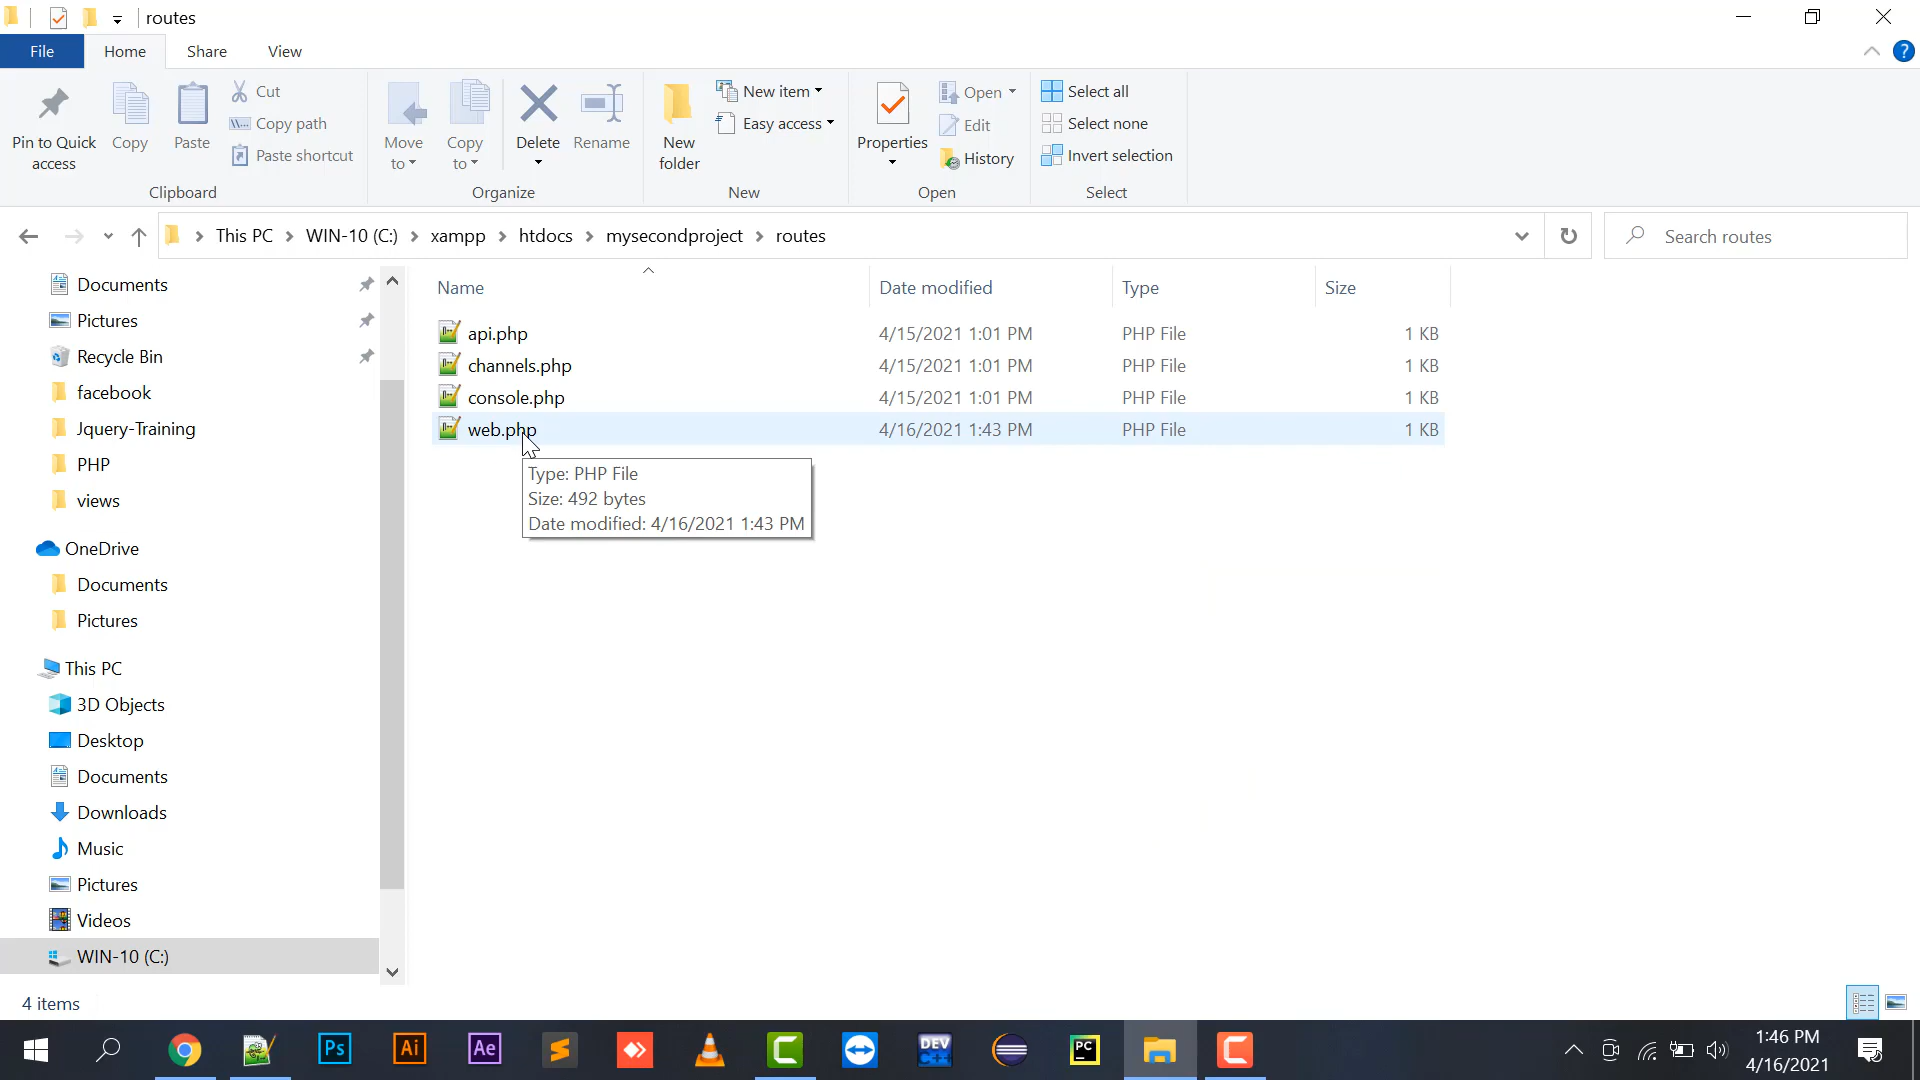 routes
File Home Share View
Pin to Quick access
Copy
Paste
Cut
Copy path
Paste shortcut
Clipboard
Move to
Copy to
Delete
Rename
Organize
New folder
New item
Easy access
New
Properties
Open
Edit
History
Open
Select all
Select none
Invert selection
Select
This PC WIN-10 (C:) xampp htdocs mysecondproject routes
Search routes
Documents
Pictures
Recycle Bin
facebook
Jquery-Training
PHP
views
OneDrive
Documents
Pictures
This PC
3D Objects
Desktop
Documents
Downloads
Music
Pictures
Videos
WIN-10 (C:)
Name Date modified Type Size
api.php 4/15/2021 1:01 PM PHP File 1 KB
channels.php 4/15/2021 1:01 PM PHP File 1 KB
console.php 4/15/2021 1:01 PM PHP File 1 KB
web.php 4/16/2021 1:43 PM PHP File 1 KB
Type: PHP File
Size: 492 bytes
Date modified: 4/16/2021 1:43 PM
4 items
Ps
Ai
Ae
DEV C++
PC
1:46 PM
4/16/2021